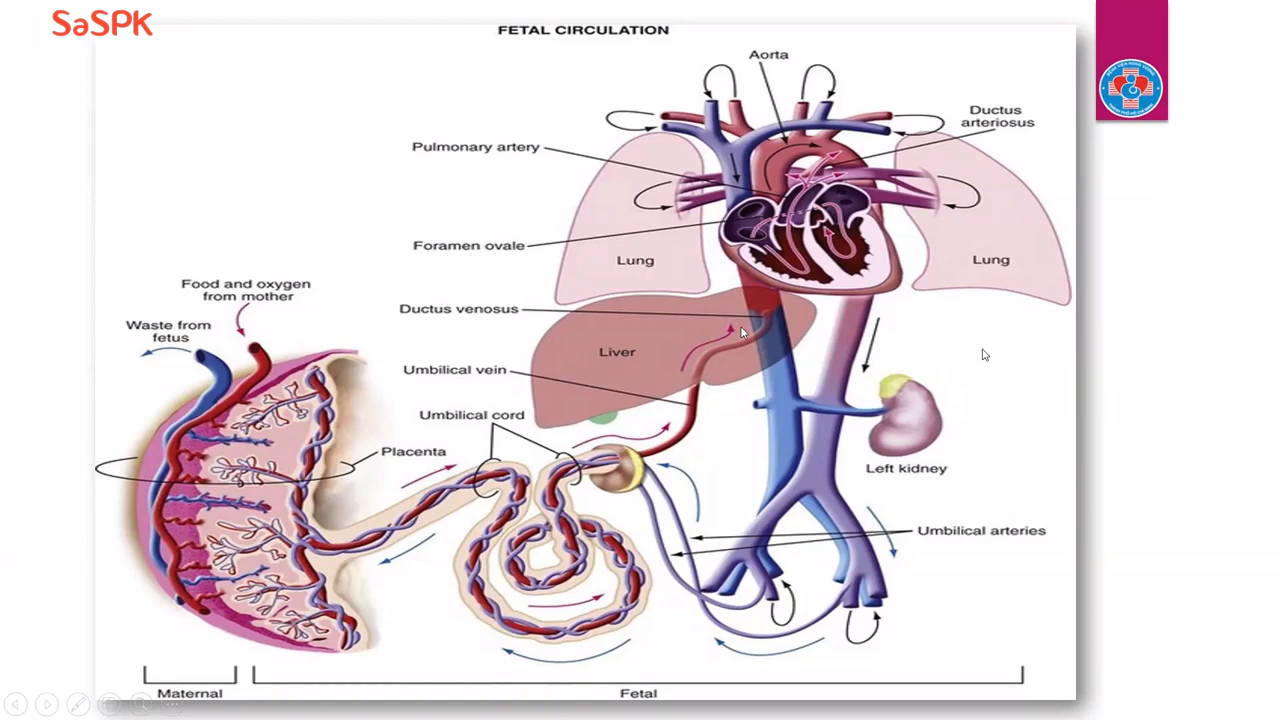 SaSPK
FETAL CIRCULATION
Aorta
Ductus
arteriosus
Pulmonary artery
Foramen ovale
Lung
Lung
Food and oxygen
from mother
Ductus venosus
Waste from
fetus
Liver
Umbilical vein
Umbilical cord
Placenta
Left kidney
Umbilical arteries
Maternal
Fetal